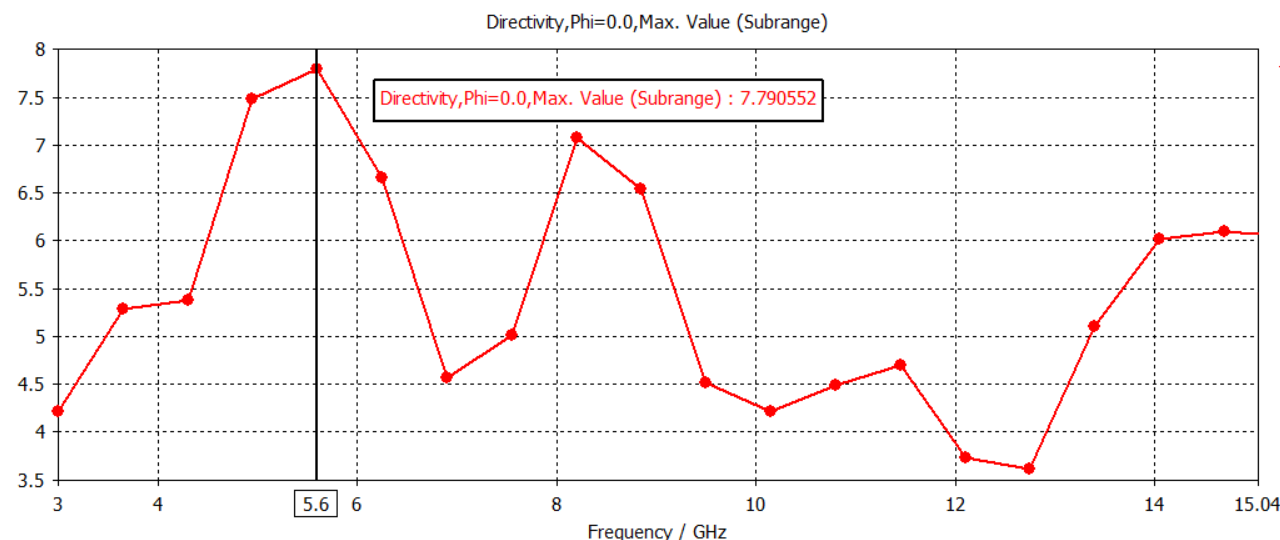 Directivity,Phi=0.0,Max. Value (Subrange)
8
7.5
Directivity,Phi=0.0,Max. Value (Subrange) : 7.790552
7
6.5
6
5.5
5
4.5
4
3.5
3 4 5.6 6 8 10 12 14 15.04
Frequency / GHz